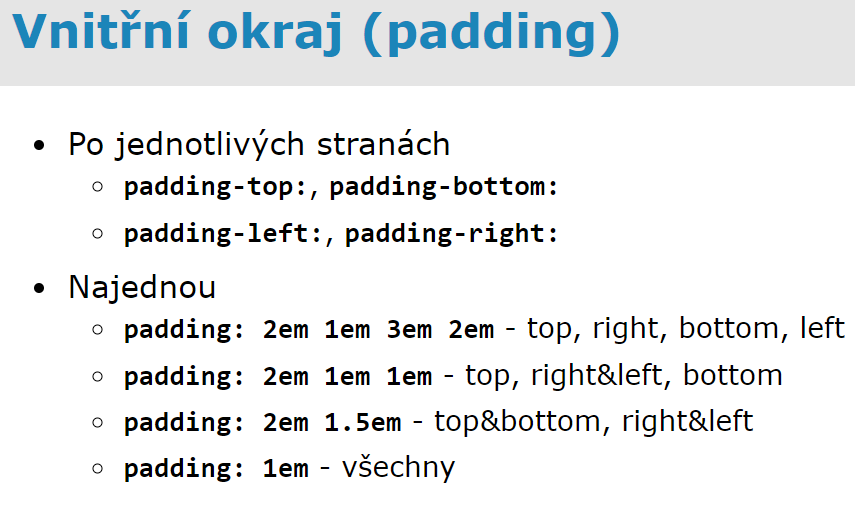 Vnitřní okraj (padding)
• Po jednotlivých stranách
◦ padding-top:, padding-bottom:
◦ padding-left:, padding-right:
• Najednou
◦ padding: 2em 1em 3em 2em - top, right, bottom, left
◦ padding: 2em 1em 1em - top, right&left, bottom
◦ padding: 2em 1.5em - top&bottom, right&left
◦ padding: 1em - všechny